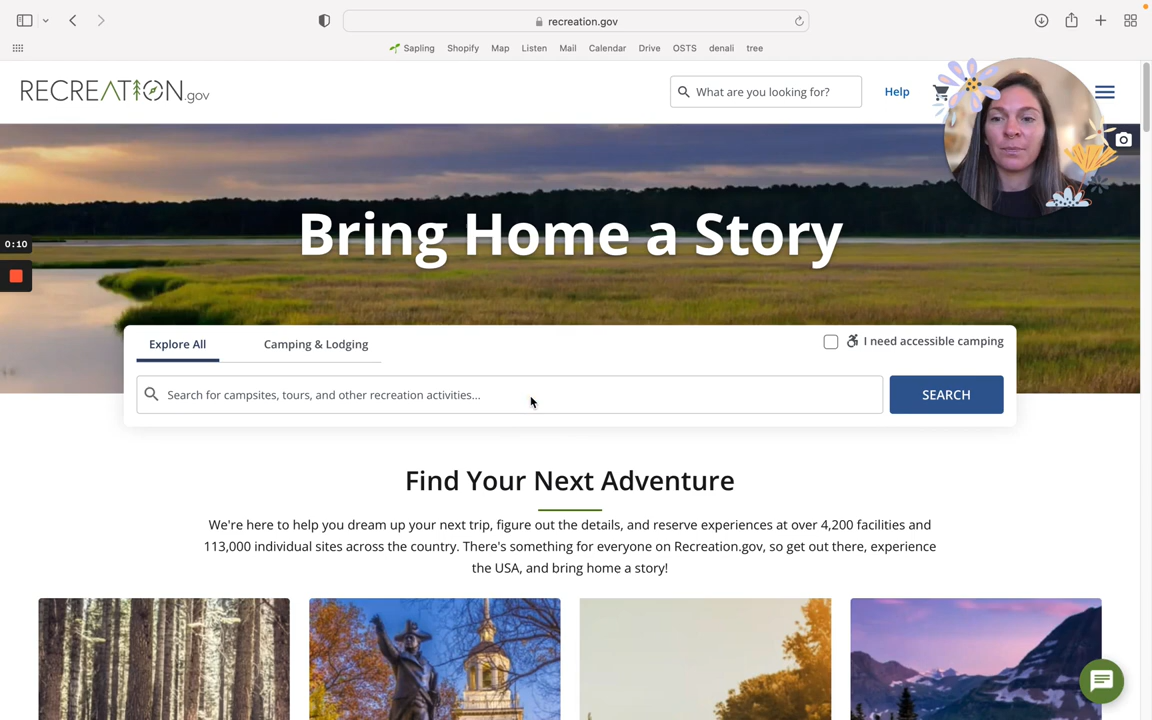 recreation.gov
Sapling Shopify Map Listen Mail Calendar Drive OSTS denali tree
RECREATION.gov
What are you looking for?
Help
Bring Home a Story
0:10
Explore All
Camping & Lodging
I need accessible camping
Search for campsites, tours, and other recreation activities...
SEARCH
Find Your Next Adventure
We're here to help you dream up your next trip, figure out the details, and reserve experiences at over 4,200 facilities and
113,000 individual sites across the country. There's something for everyone on Recreation.gov, so get out there, experience
the USA, and bring home a story!